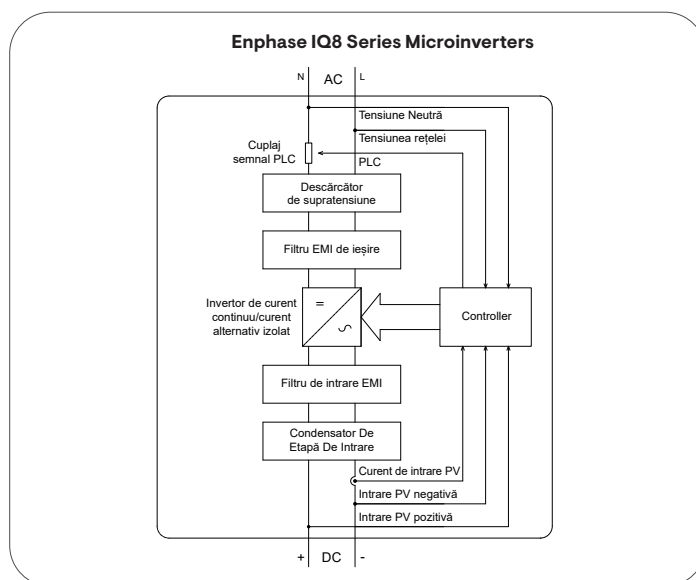 Enphase IQ8 Series Microinverters
N AC L
Tensiune Neutră
Cuplaj
semnal PLC
Tensiunea rețelei
PLC
Descărcător
de supratensiune
Filtru EMI de ieșire
Invertor de curent
continuu/curent
alternativ izolat
=
Controller
Filtru de intrare EMI
Condensator De
Etapă De Intrare
Curent de intrare PV
Intrare PV negativă
Intrare PV pozitivă
+ DC -